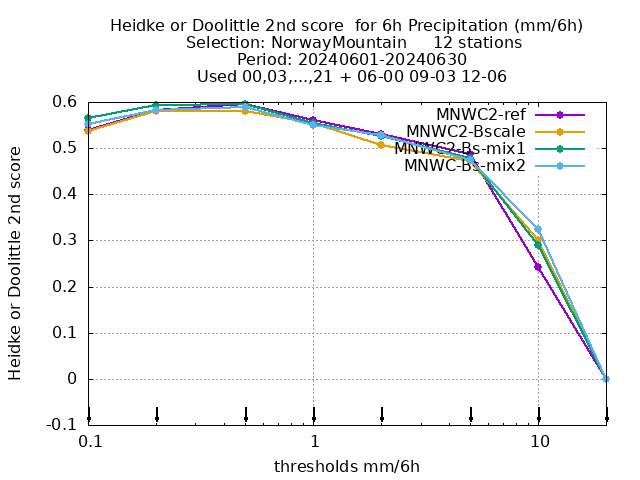 Heidke or Doolittle 2nd score  for 6h Precipitation (mm/6h)
Selection: NorwayMountain     12 stations
Period: 20240601-20240630
Used 00,03,...,21 + 06-00 09-03 12-06
MNWC2-ref
MNWC2-Bscale
MNWC2-Bs-mix1
MNWC-Bs-mix2
Heidke or Doolittle 2nd score
0.6
0.5
0.4
0.3
0.2
0.1
0
-0.1
0.1 1 10
thresholds mm/6h